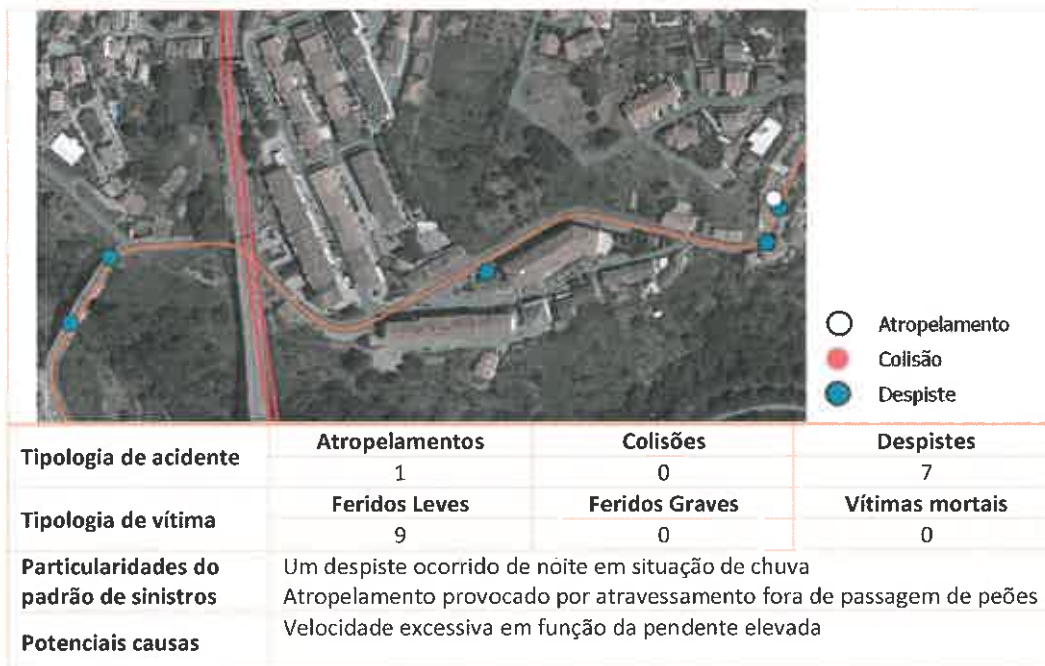 Atropelamento
Colisão
Despiste
Tipologia de acidente
Atropelamentos
Colisões
Despistes
1
0
7
Tipologia de vítima
Feridos Leves
Feridos Graves
Vítimas mortais
9
0
0
Particularidades do
padrão de sinistros
Um despiste ocorrido de noite em situação de chuva
Atropelamento provocado por atravessamento fora de passagem de peões
Potenciais causas
Velocidade excessiva em função da pendente elevada